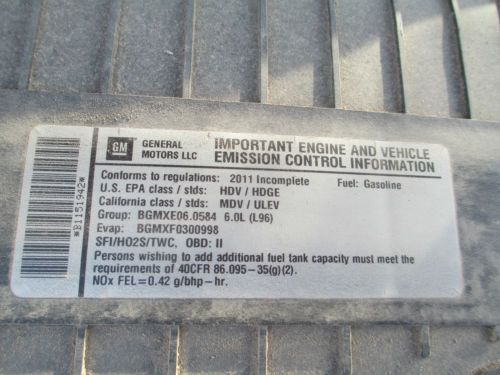 *B1151942*
GM
GENERAL
MOTORS LLC
IMPORTANT ENGINE AND VEHICLE
EMISSION CONTROL INFORMATION
Conforms to regulations: 2011 Incomplete Fuel: Gasoline
U.S. EPA class / stds: HDV / HDGE
California class / stds: MDV / ULEV
Group: BGMXE06.0584 6.0L (L96)
Evap: BGMXF0300998
SFI/HO2S/TWC, OBD: II
Persons wishing to add additional fuel tank capacity must meet the
requirements of 40CFR 86.095-35(g)(2).
NOx FEL=0.42 g/bhp-hr.